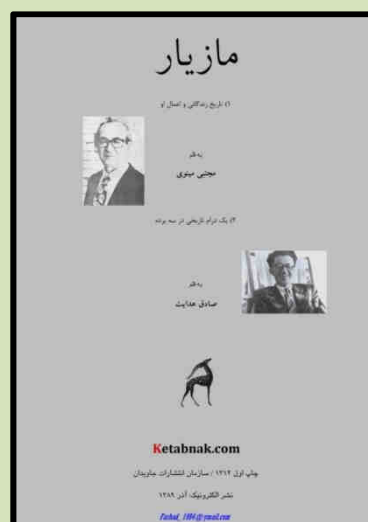 مازیار
۱) تاریخ زندگانی و اعمال او
به قلم
مجتبی مینوی
۲) یک درام تاریخی در سه پرده
به قلم
صادق هدایت
Ketabnak.com
چاپ اول ۱۳۱۲ / سازمان انتشارات جاویدان
نشر الکترونیک: آذر ۱۳۸۹